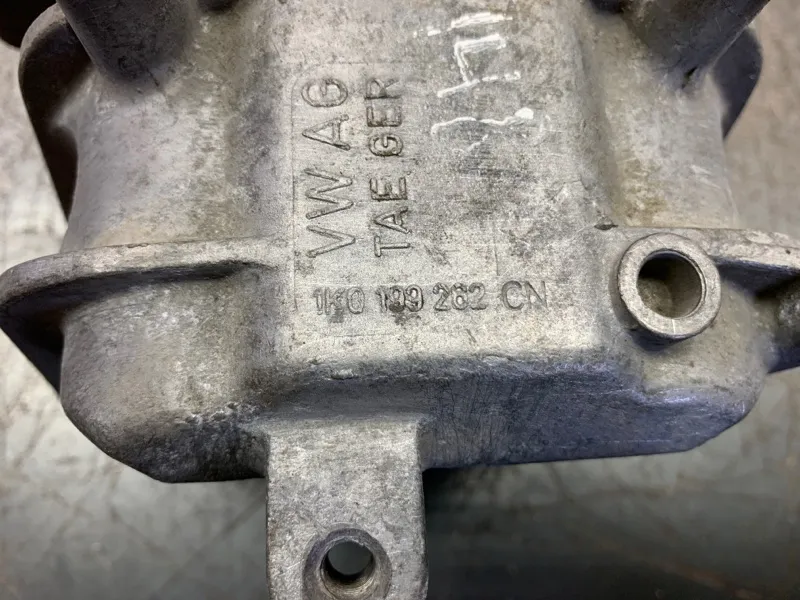 VW AG
TAE GER
1K0 199 262 CN